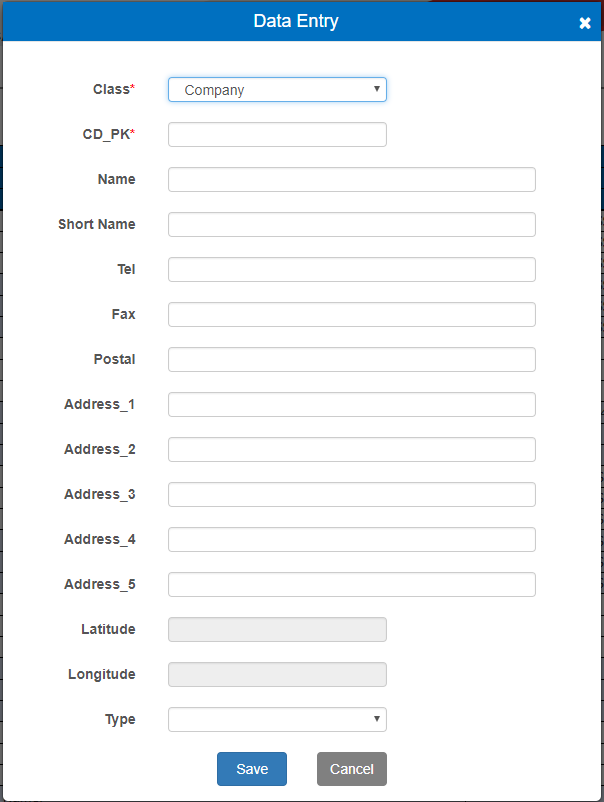 Data Entry
Class* Company
CD_PK*
Name
Short Name
Tel
Fax
Postal
Address_1
Address_2
Address_3
Address_4
Address_5
Latitude
Longitude
Type
Save Cancel